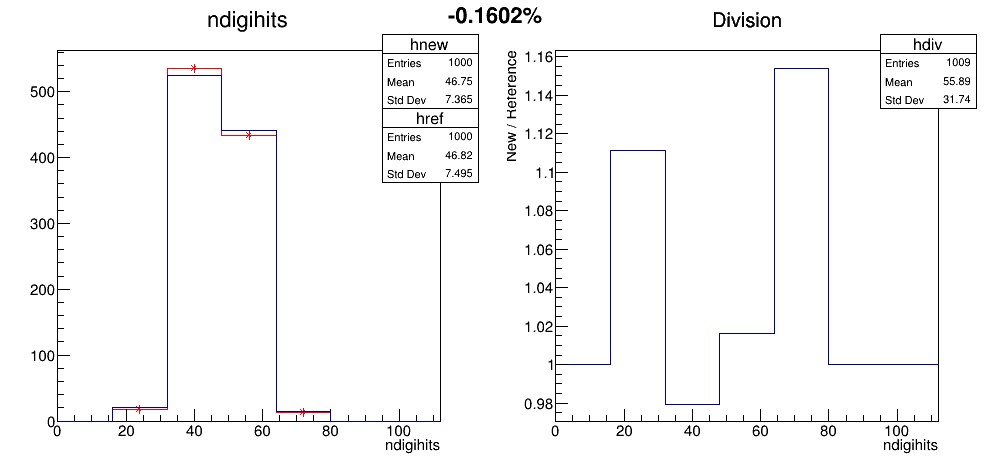 -0.1602%
ndigihits
hnew
Entries 1000
Mean 46.75
Std Dev 7.365
href
Entries 1000
Mean 46.82
Std Dev 7.495
500
400
300
200
100
0
0 20 40 60 80 100
ndigihits
Division
hdiv
Entries 1009
Mean 55.89
Std Dev 31.74
New / Reference
1.16
1.14
1.12
1.1
1.08
1.06
1.04
1.02
1
0.98
0 20 40 60 80 100
ndigihits